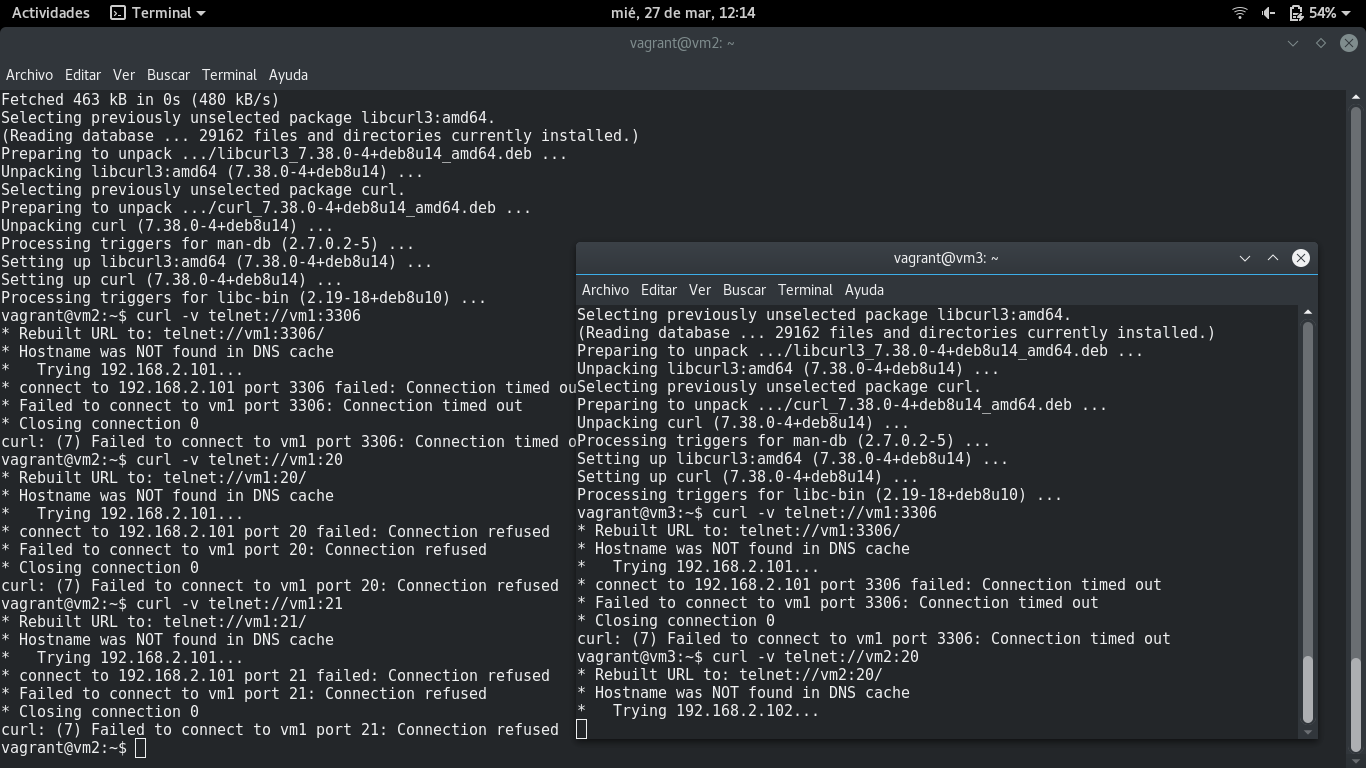 Actividades Terminal mié, 27 de mar, 12:14 54%
vagrant@vm2: ~
Archivo Editar Ver Buscar Terminal Ayuda
Fetched 463 kB in 0s (480 kB/s)
Selecting previously unselected package libcurl3:amd64.
(Reading database ... 29162 files and directories currently installed.)
Preparing to unpack .../libcurl3_7.38.0-4+deb8u14_amd64.deb ...
Unpacking libcurl3:amd64 (7.38.0-4+deb8u14) ...
Selecting previously unselected package curl.
Preparing to unpack .../curl_7.38.0-4+deb8u14_amd64.deb ...
Unpacking curl (7.38.0-4+deb8u14) ...
Processing triggers for man-db (2.7.0.2-5) ...
Setting up libcurl3:amd64 (7.38.0-4+deb8u14) ...
Setting up curl (7.38.0-4+deb8u14) ...
Processing triggers for libc-bin (2.19-18+deb8u10) ...
vagrant@vm2:~$ curl -v telnet://vm1:3306
* Rebuilt URL to: telnet://vm1:3306/
* Hostname was NOT found in DNS cache
*   Trying 192.168.2.101...
* connect to 192.168.2.101 port 3306 failed: Connection timed ou
* Failed to connect to vm1 port 3306: Connection timed out
* Closing connection 0
curl: (7) Failed to connect to vm1 port 3306: Connection timed o
vagrant@vm2:~$ curl -v telnet://vm1:20
* Rebuilt URL to: telnet://vm1:20/
* Hostname was NOT found in DNS cache
*   Trying 192.168.2.101...
* connect to 192.168.2.101 port 20 failed: Connection refused
* Failed to connect to vm1 port 20: Connection refused
* Closing connection 0
curl: (7) Failed to connect to vm1 port 20: Connection refused
vagrant@vm2:~$ curl -v telnet://vm1:21
* Rebuilt URL to: telnet://vm1:21/
* Hostname was NOT found in DNS cache
*   Trying 192.168.2.101...
* connect to 192.168.2.101 port 21 failed: Connection refused
* Failed to connect to vm1 port 21: Connection refused
* Closing connection 0
curl: (7) Failed to connect to vm1 port 21: Connection refused
vagrant@vm2:~$
vagrant@vm3: ~
Archivo Editar Ver Buscar Terminal Ayuda
Selecting previously unselected package libcurl3:amd64.
(Reading database ... 29162 files and directories currently installed.)
Preparing to unpack .../libcurl3_7.38.0-4+deb8u14_amd64.deb ...
Unpacking libcurl3:amd64 (7.38.0-4+deb8u14) ...
Selecting previously unselected package curl.
Preparing to unpack .../curl_7.38.0-4+deb8u14_amd64.deb ...
Unpacking curl (7.38.0-4+deb8u14) ...
Processing triggers for man-db (2.7.0.2-5) ...
Setting up libcurl3:amd64 (7.38.0-4+deb8u14) ...
Setting up curl (7.38.0-4+deb8u14) ...
Processing triggers for libc-bin (2.19-18+deb8u10) ...
vagrant@vm3:~$ curl -v telnet://vm1:3306
* Rebuilt URL to: telnet://vm1:3306/
* Hostname was NOT found in DNS cache
*   Trying 192.168.2.101...
* connect to 192.168.2.101 port 3306 failed: Connection timed out
* Failed to connect to vm1 port 3306: Connection timed out
* Closing connection 0
curl: (7) Failed to connect to vm1 port 3306: Connection timed out
vagrant@vm3:~$ curl -v telnet://vm2:20
* Rebuilt URL to: telnet://vm2:20/
* Hostname was NOT found in DNS cache
*   Trying 192.168.2.102...